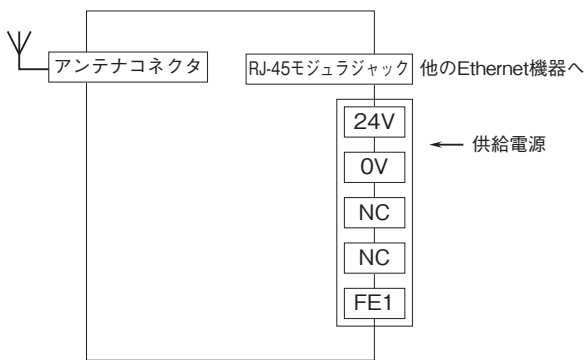 アンテナコネクタ
RJ-45モジュラジャック 他のEthernet機器へ
24V
供給電源
0V
NC
NC
FE1